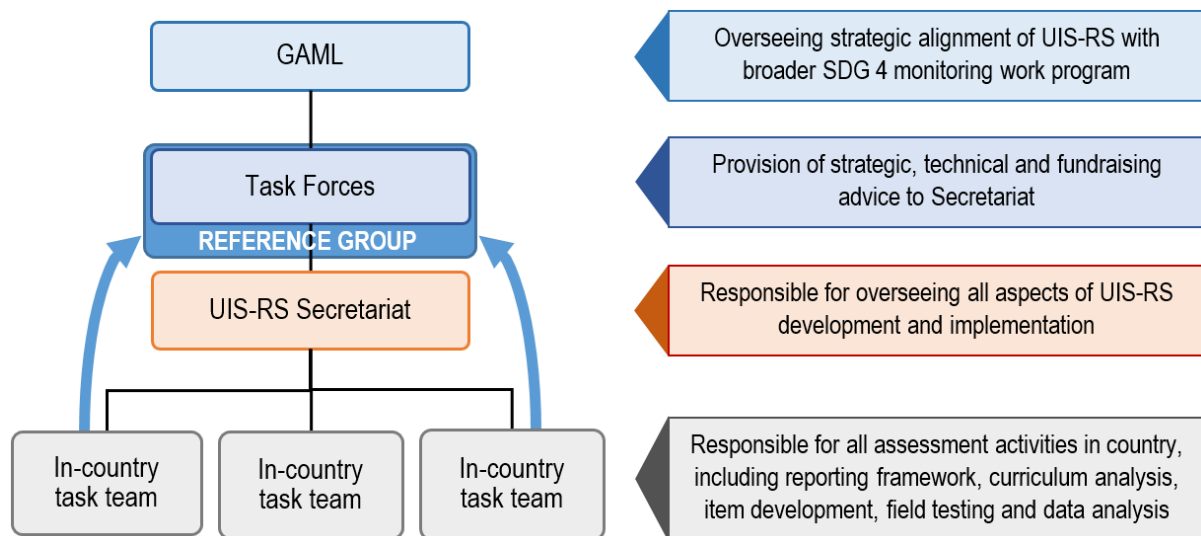 GAML
Overseeing strategic alignment of UIS-RS with
broader SDG 4 monitoring work program
Task Forces
REFERENCE GROUP
Provision of strategic, technical and fundraising
advice to Secretariat
UIS-RS Secretariat
Responsible for overseeing all aspects of UIS-RS
development and implementation
In-country
task team
In-country
task team
In-country
task team
Responsible for all assessment activities in country,
including reporting framework, curriculum analysis,
item development, field testing and data analysis